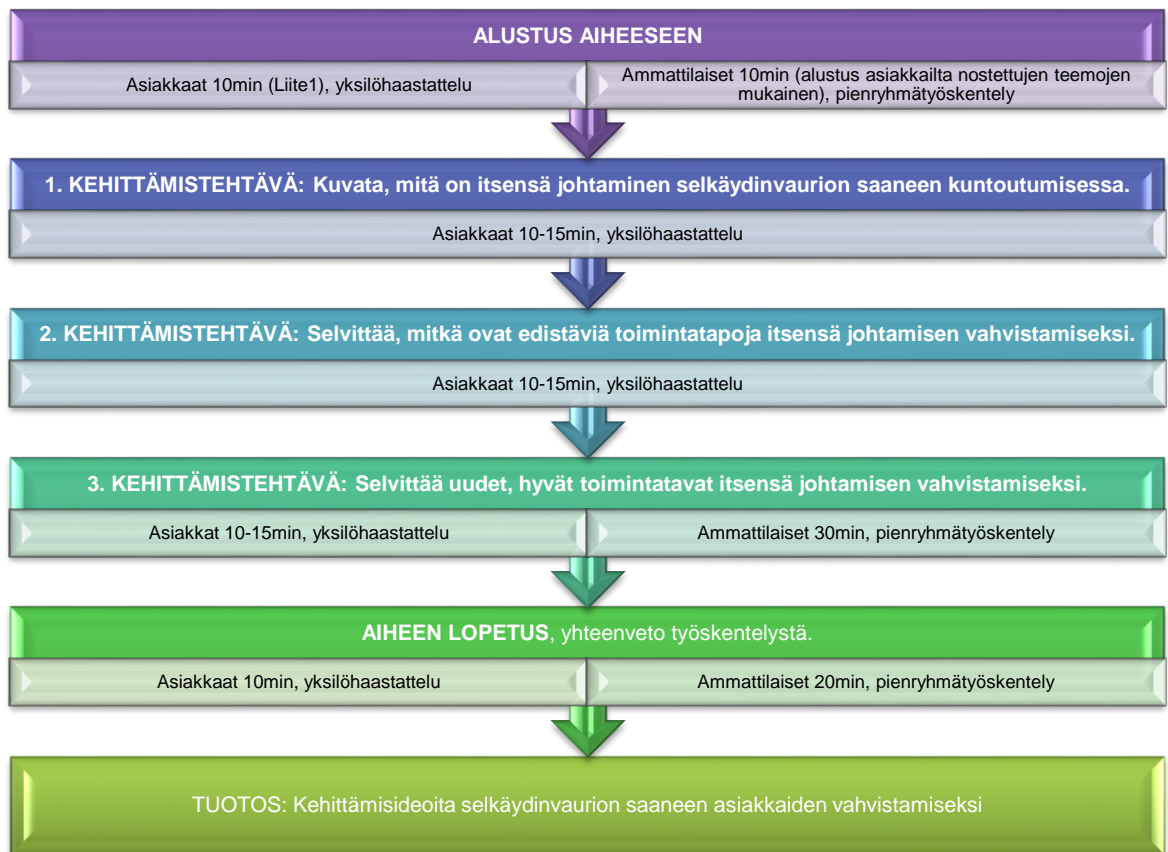 ALUSTUS AIHEESEEN
Asiakkaat 10min (Liite1), yksilöhaastattelu
Ammattilaiset 10min (alustus asiakkailta nostettujen teemojen
mukainen), pienryhmätyöskentely
1. KEHITTÄMISTEHTÄVÄ: Kuvata, mitä on itsensä johtaminen selkäydinvaurion saaneen kuntoutumisessa.
Asiakkaat 10-15min, yksilöhaastattelu
2. KEHITTÄMISTEHTÄVÄ: Selvittää, mitkä ovat edistäviä toimintatapoja itsensä johtamisen vahvistamiseksi.
Asiakkaat 10-15min, yksilöhaastattelu
3. KEHITTÄMISTEHTÄVÄ: Selvittää uudet, hyvät toimintatavat itsensä johtamisen vahvistamiseksi.
Asiakkat 10-15min, yksilöhaastattelu
Ammattilaiset 30min, pienryhmätyöskentely
AIHEEN LOPETUS, yhteenveto työskentelystä.
Asiakkaat 10min, yksilöhaastattelu
Ammattilaiset 20min, pienryhmätyöskentely
TUOTOS: Kehittämisideoita selkäydinvaurion saaneen asiakkaiden vahvistamiseksi